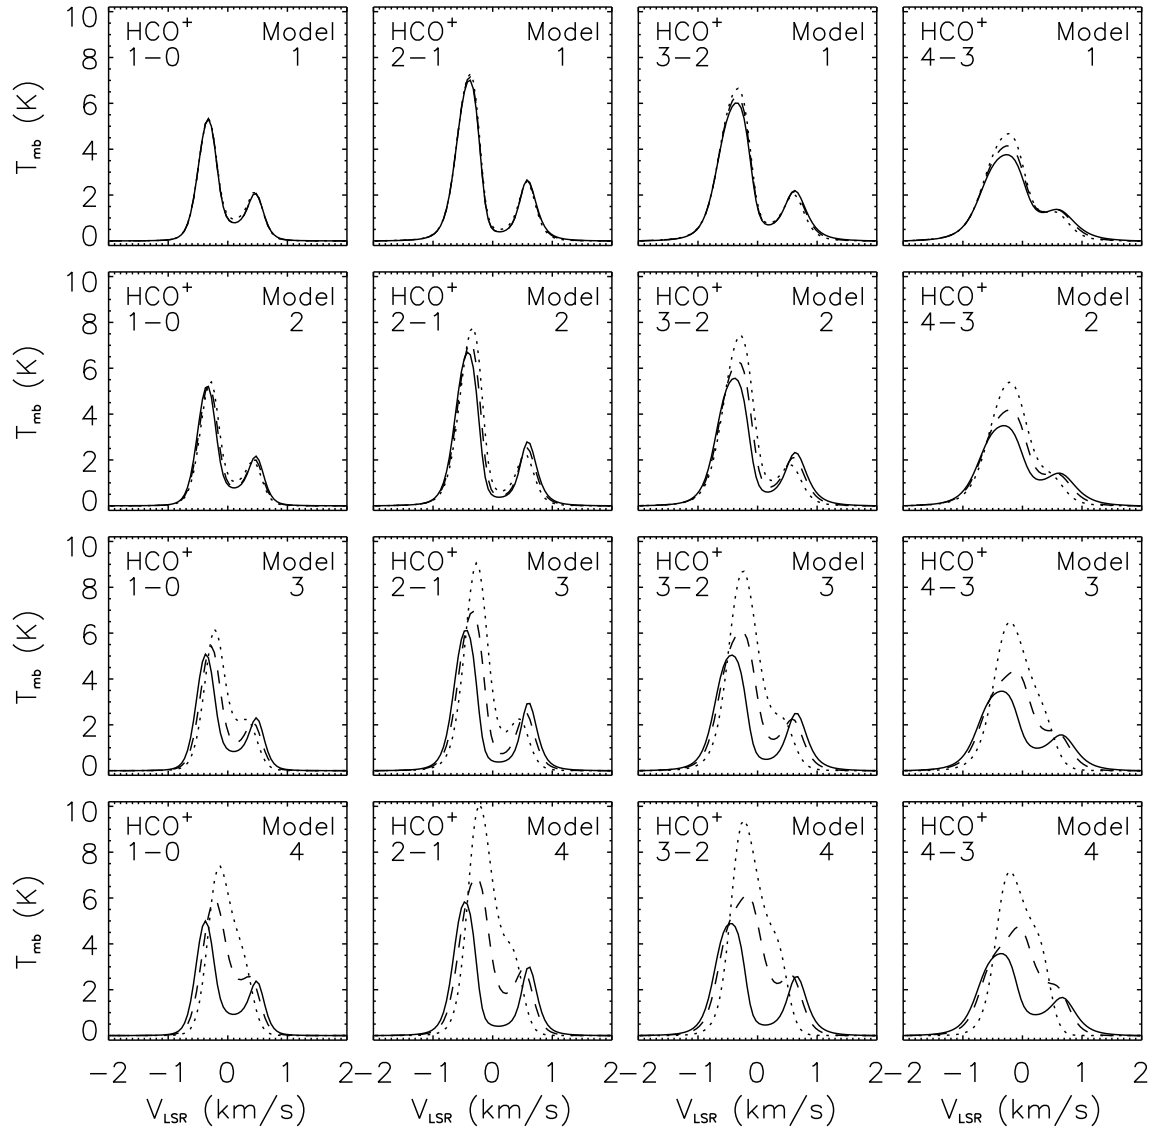 10 HCO+ Model HCO+ Model HCO+ Model HCO+ Model
8 1−0 1 2−1 1 3−2 1 4−3 1
6
T_mb (K)
4
2
0
10 HCO+ Model HCO+ Model HCO+ Model HCO+ Model
8 1−0 2 2−1 2 3−2 2 4−3 2
6
T_mb (K)
4
2
0
10 HCO+ Model HCO+ Model HCO+ Model HCO+ Model
8 1−0 3 2−1 3 3−2 3 4−3 3
6
T_mb (K)
4
2
0
10 HCO+ Model HCO+ Model HCO+ Model HCO+ Model
8 1−0 4 2−1 4 3−2 4 4−3 4
6
T_mb (K)
4
2
0
−2 −1 0 1 2 −1 0 1 2 −1 0 1 2−2 −1 0 1 2
V_LSR (km/s) V_LSR (km/s) V_LSR (km/s) V_LSR (km/s)